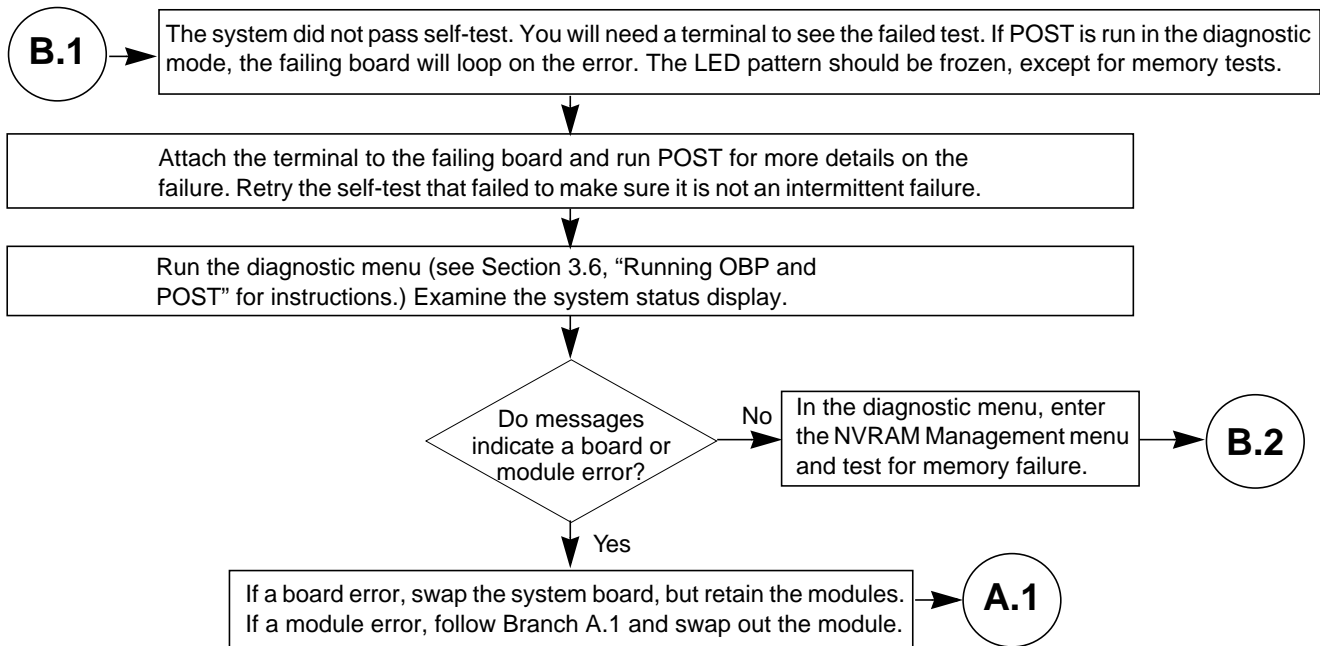 B.1
The system did not pass self-test. You will need a terminal to see the failed test. If POST is run in the diagnostic
mode, the failing board will loop on the error. The LED pattern should be frozen, except for memory tests.
Attach the terminal to the failing board and run POST for more details on the
failure. Retry the self-test that failed to make sure it is not an intermittent failure.
Run the diagnostic menu (see Section 3.6, “Running OBP and
POST” for instructions.) Examine the system status display.
Do messages
indicate a board or
module error?
No
In the diagnostic menu, enter
the NVRAM Management menu
and test for memory failure.
B.2
Yes
If a board error, swap the system board, but retain the modules.
If a module error, follow Branch A.1 and swap out the module.
A.1